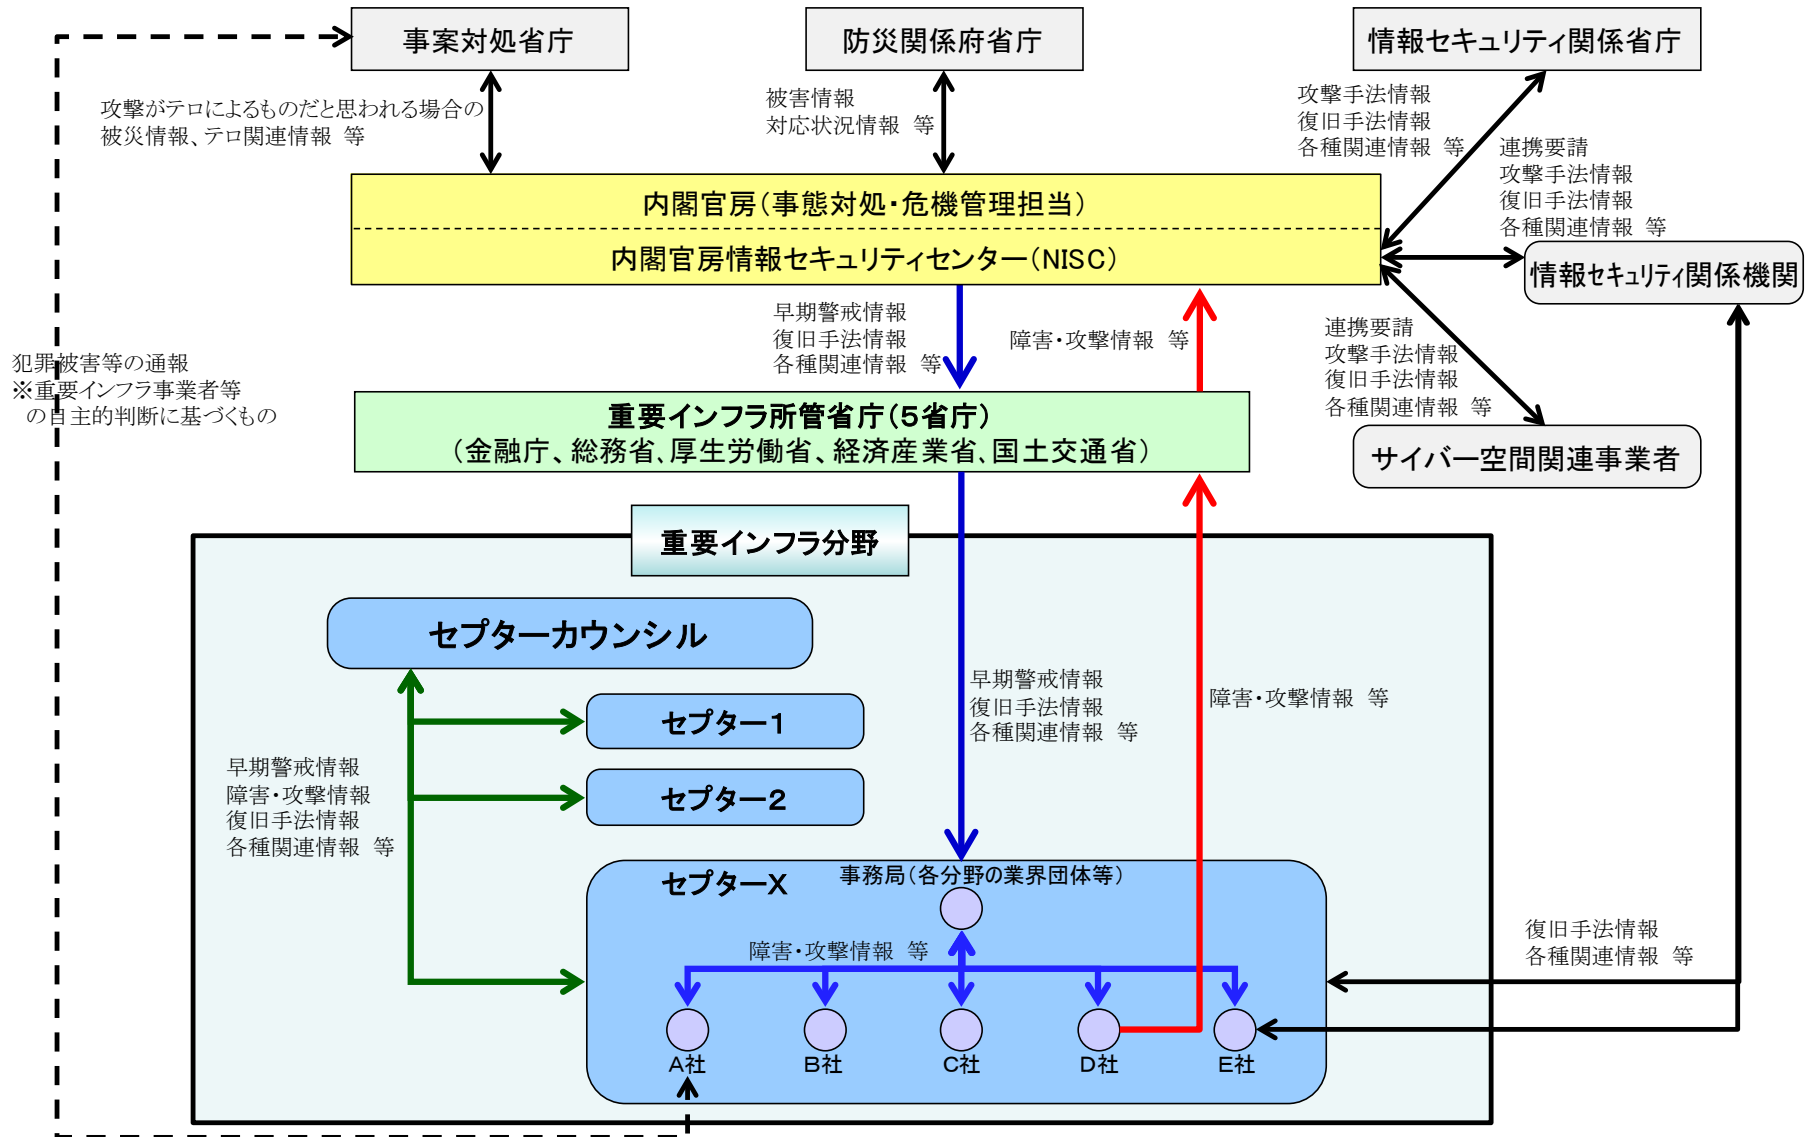 事案対処省庁
防災関係府省庁
情報セキュリティ関係省庁
攻撃がテロによるものだと思われる場合の
被災情報、テロ関連情報 等
被害情報
対応状況情報 等
攻撃手法情報
復旧手法情報
各種関連情報 等
連携要請
攻撃手法情報
復旧手法情報
各種関連情報 等
内閣官房（事態対処・危機管理担当）
内閣官房情報セキュリティセンター（NISC）
情報セキュリティ関係機関
早期警戒情報
復旧手法情報
各種関連情報 等
障害・攻撃情報 等
連携要請
攻撃手法情報
復旧手法情報
各種関連情報 等
犯罪被害等の通報
※重要インフラ事業者等
の自主的判断に基づくもの
重要インフラ所管省庁（5省庁）
（金融庁、総務省、厚生労働省、経済産業省、国土交通省）
サイバー空間関連事業者
重要インフラ分野
セプターカウンシル
早期警戒情報
復旧手法情報
各種関連情報 等
障害・攻撃情報 等
セプター1
セプター2
早期警戒情報
障害・攻撃情報
復旧手法情報
各種関連情報 等
セプターX
事務局（各分野の業界団体等）
障害・攻撃情報 等
復旧手法情報
各種関連情報 等
A社
B社
C社
D社
E社